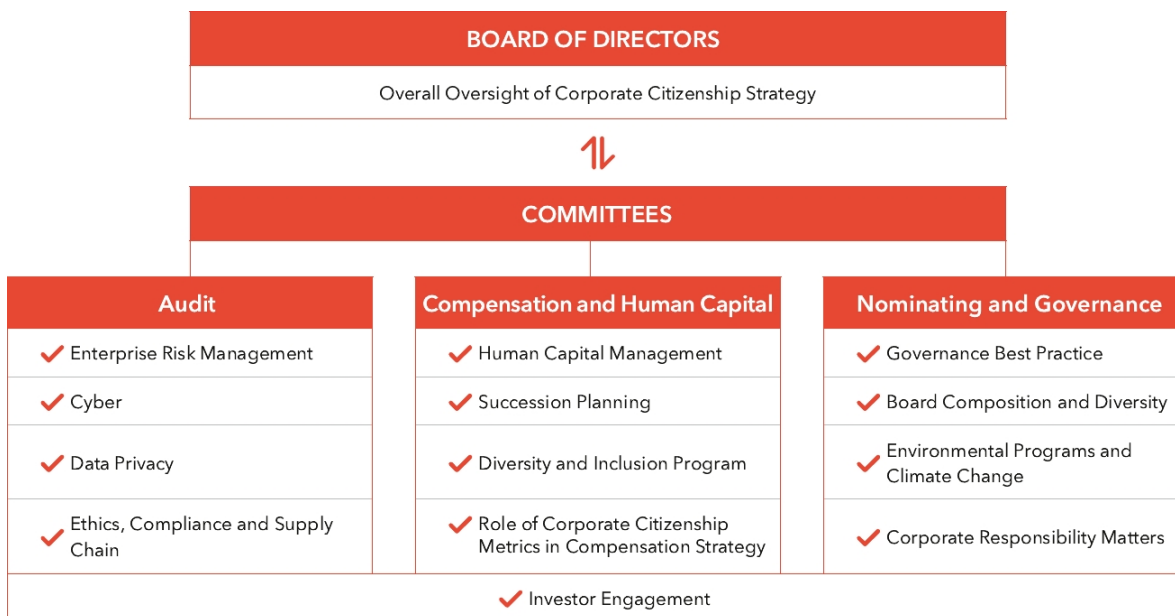 BOARD OF DIRECTORS
Overall Oversight of Corporate Citizenship Strategy
COMMITTEES
Audit
Enterprise Risk Management
Cyber
Data Privacy
Ethics, Compliance and Supply
Chain
Compensation and Human Capital
Human Capital Management
Succession Planning
Diversity and Inclusion Program
Role of Corporate Citizenship
Metrics in Compensation Strategy
Nominating and Governance
Governance Best Practice
Board Composition and Diversity
Environmental Programs and
Climate Change
Corporate Responsibility Matters
Investor Engagement